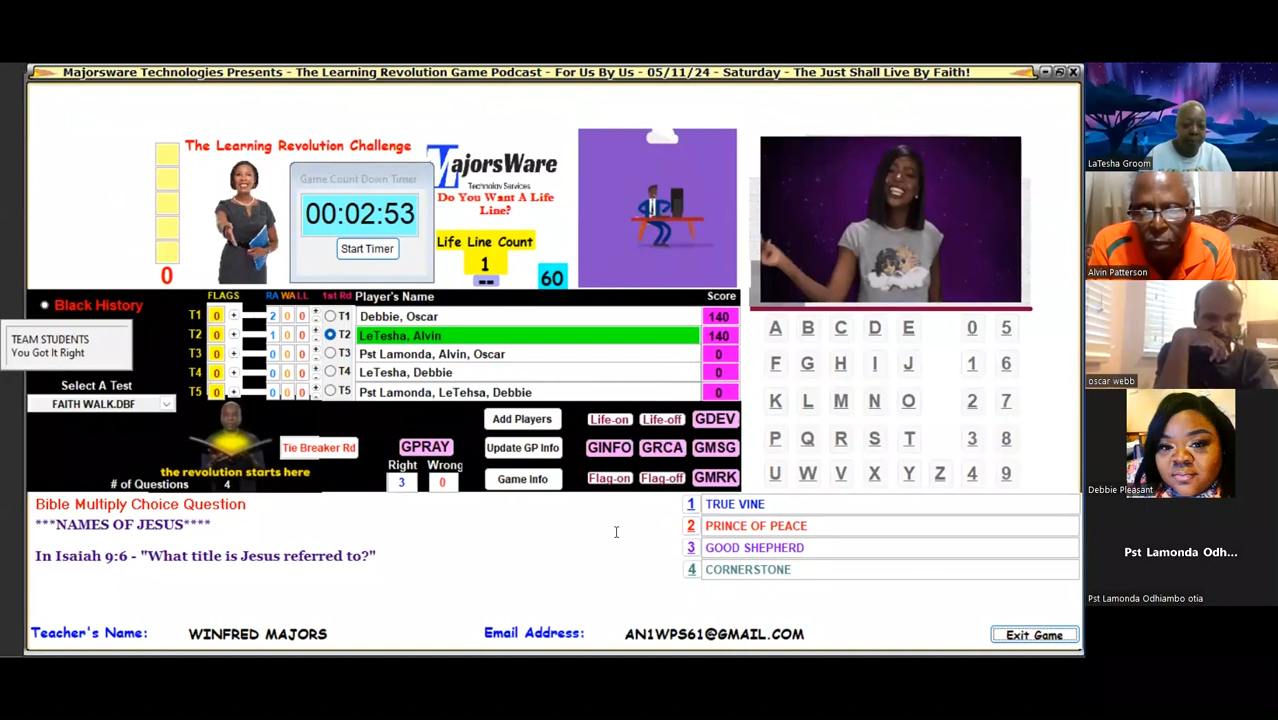 Majorsware Technologies Presents - The Learning Revolution Game Podcast - For Us By Us - 05/11/24 - Saturday - The Just Shall Live By Faith!
The Learning Revolution Challenge
0
Game Count Down Timer
00:02:53
Start Timer
MajorsWare
Technology Services
Do You Want A Life
Line?
Life Line Count
1
--
60
Black History
TEAM STUDENTS
You Got It Right
Select A Test
FAITH WALK.DBF
FLAGS RA WA LL 1st Rd Player's Name Score
T1 0 + 2 0 0 + - T1 Debbie, Oscar 140
T2 0 + 1 0 0 + - T2 LeTesha, Alvin 140
T3 0 + 0 0 0 + - T3 Pst Lamonda, Alvin, Oscar 0
T4 0 + 0 0 0 + - T4 LeTesha, Debbie 0
T5 0 + 0 0 0 + - T5 Pst Lamonda, LeTehsa, Debbie 0
the revolution starts here
# of Questions 4
Tie Breaker Rd
GPRAY
Right Wrong
3 0
Add Players
Update GP Info
Game Info
Life-on Life-off GDEV
GINFO GRCA GMSG
Flag-on Flag-off GMRK
A B C D E 0 5
F G H I J 1 6
K L M N O 2 7
P Q R S T 3 8
U W V X Y Z 4 9
Bible Multiply Choice Question
***NAMES OF JESUS****
In Isaiah 9:6 - "What title is Jesus referred to?"
1 TRUE VINE
2 PRINCE OF PEACE
3 GOOD SHEPHERD
4 CORNERSTONE
Teacher's Name: WINFRED MAJORS
Email Address: AN1WPS61@GMAIL.COM
Exit Game
LaTesha Groom
Alvin Patterson
oscar webb
Debbie Pleasant
Pst Lamonda Odh...
Pst Lamonda Odhiambo otia